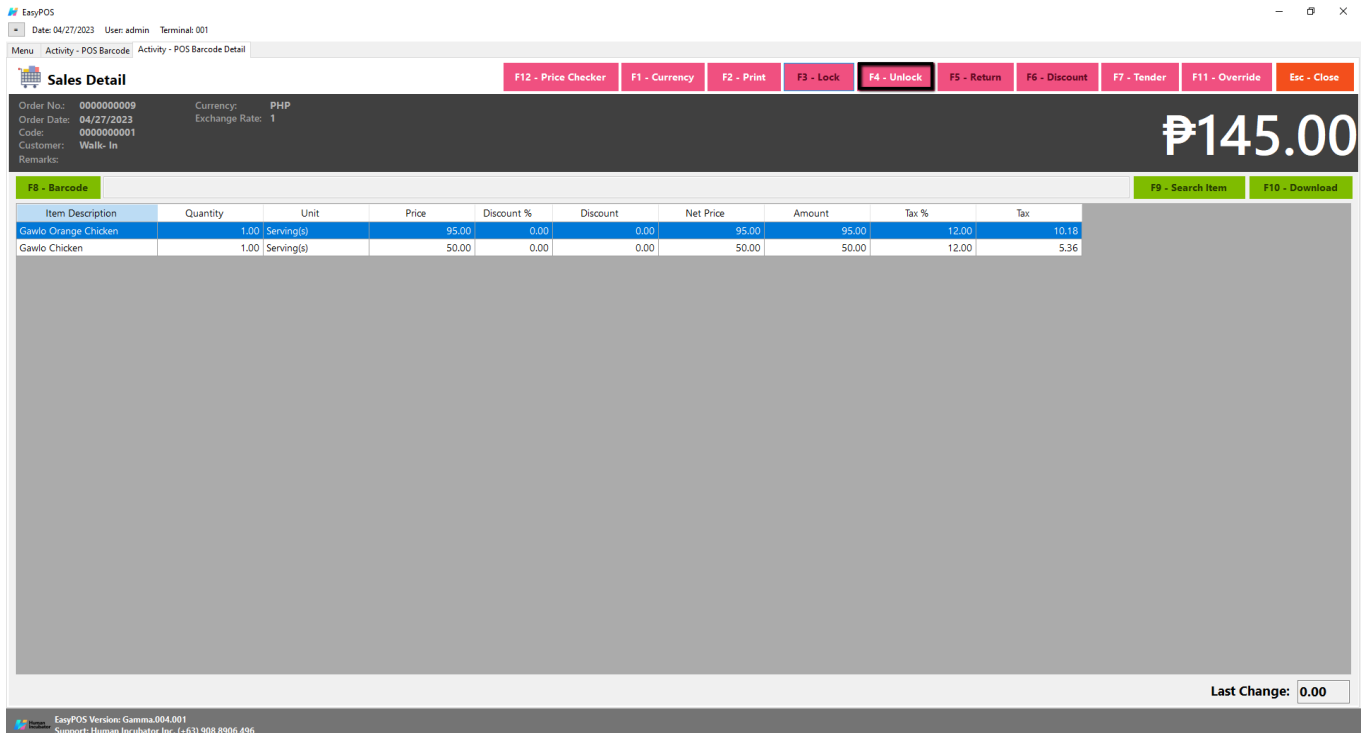 EasyPOS
Date: 04/27/2023 User: admin Terminal: 001
Menu Activity - POS Barcode Activity - POS Barcode Detail
Sales Detail F12 - Price Checker F1 - Currency F2 - Print F3 - Lock F4 - Unlock F5 - Return F6 - Discount F7 - Tender F11 - Override Esc - Close
Order No.: 0000000009 Currency: PHP
Order Date: 04/27/2023 Exchange Rate: 1
Code: 0000000001
Customer: Walk- In
Remarks:
₱145.00
F8 - Barcode F9 - Search Item F10 - Download
Item Description Quantity Unit Price Discount % Discount Net Price Amount Tax % Tax
Gawlo Orange Chicken 1.00 Serving(s) 95.00 0.00 0.00 95.00 95.00 12.00 10.18
Gawlo Chicken 1.00 Serving(s) 50.00 0.00 0.00 50.00 50.00 12.00 5.36
Last Change: 0.00
Human Incubator
EasyPOS Version: Gamma.004.001
Support: Human Incubator Inc. (+63) 908 8906 496